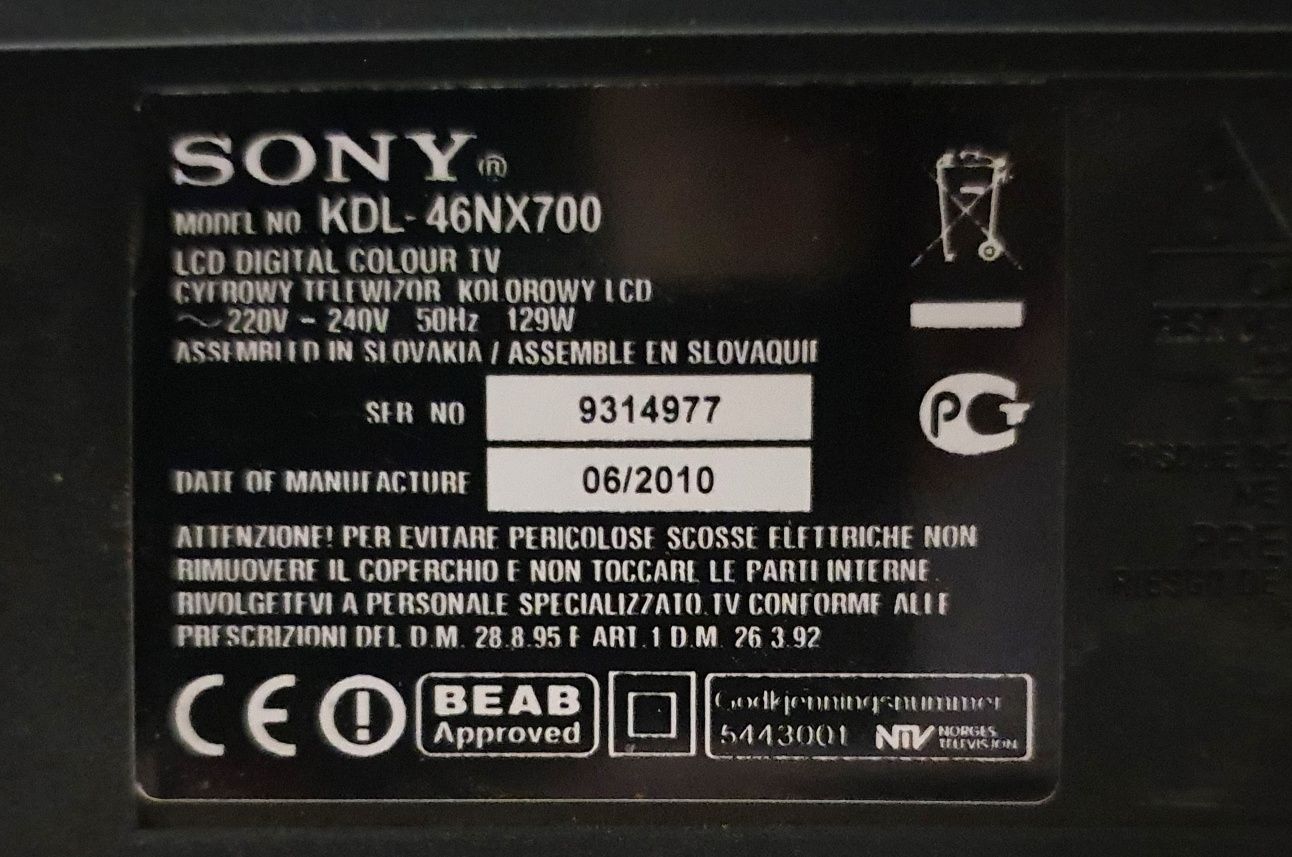 SONY®
MODEL NO. KDL-46NX700
LCD DIGITAL COLOUR TV
CYFROWY TELEWIZOR KOLOROWY LCD
~220V - 240V 50Hz 129W
ASSEMBLED IN SLOVAKIA / ASSEMBLE EN SLOVAQUIE
SER NO 9314977
DATE OF MANUFACTURE 06/2010
ATTENZIONE! PER EVITARE PERICOLOSE SCOSSE ELETTRICHE NON
RIMUOVERE IL COPERCHIO E NON TOCCARE LE PARTI INTERNE.
RIVOLGETEVI A PERSONALE SPECIALIZZATO.TV CONFORME ALLE
PRESCRIZIONI DEL D.M. 28.8.95 E ART.1 D.M. 26.3.92
PCT
CE
BEAB
Approved
Godkjenningsnummer
5443001 NTV NORGES
TELEVISJON